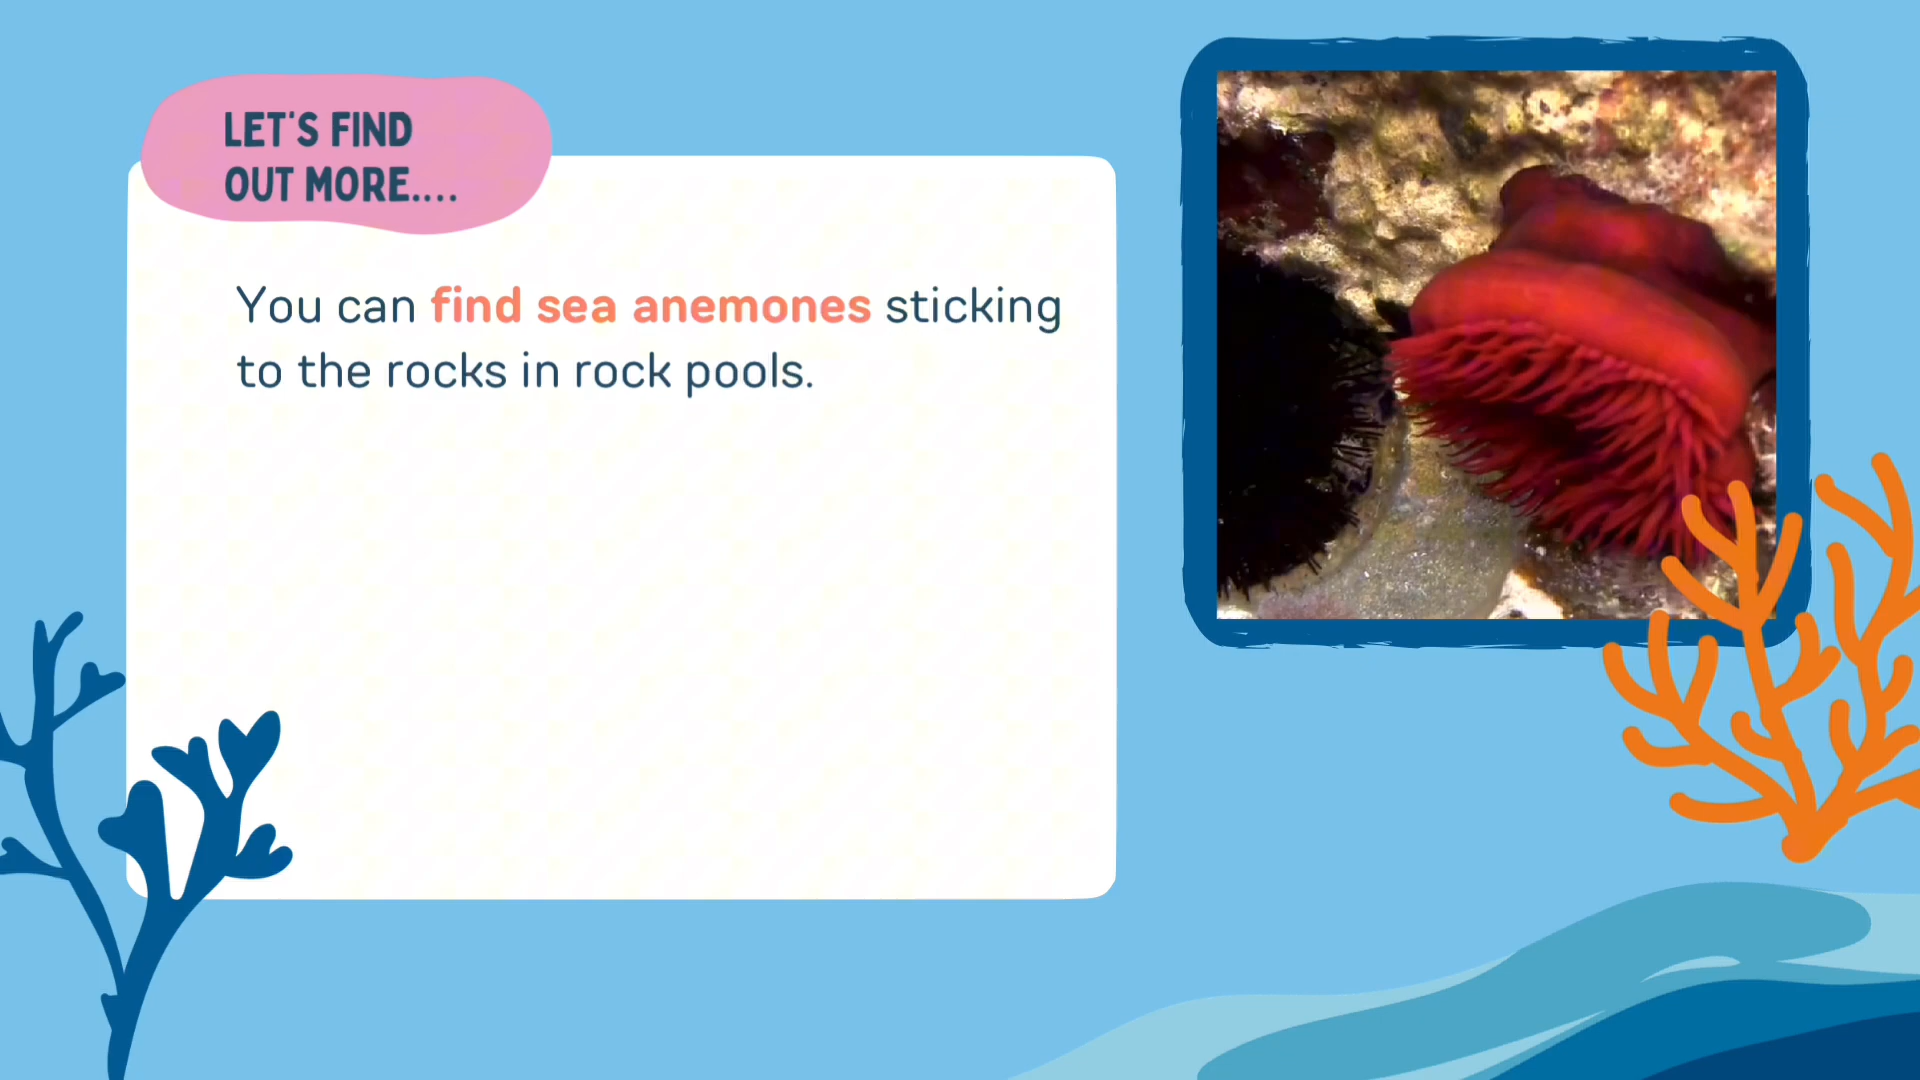 LET'S FIND
OUT MORE....
You can find sea anemones sticking
to the rocks in rock pools.